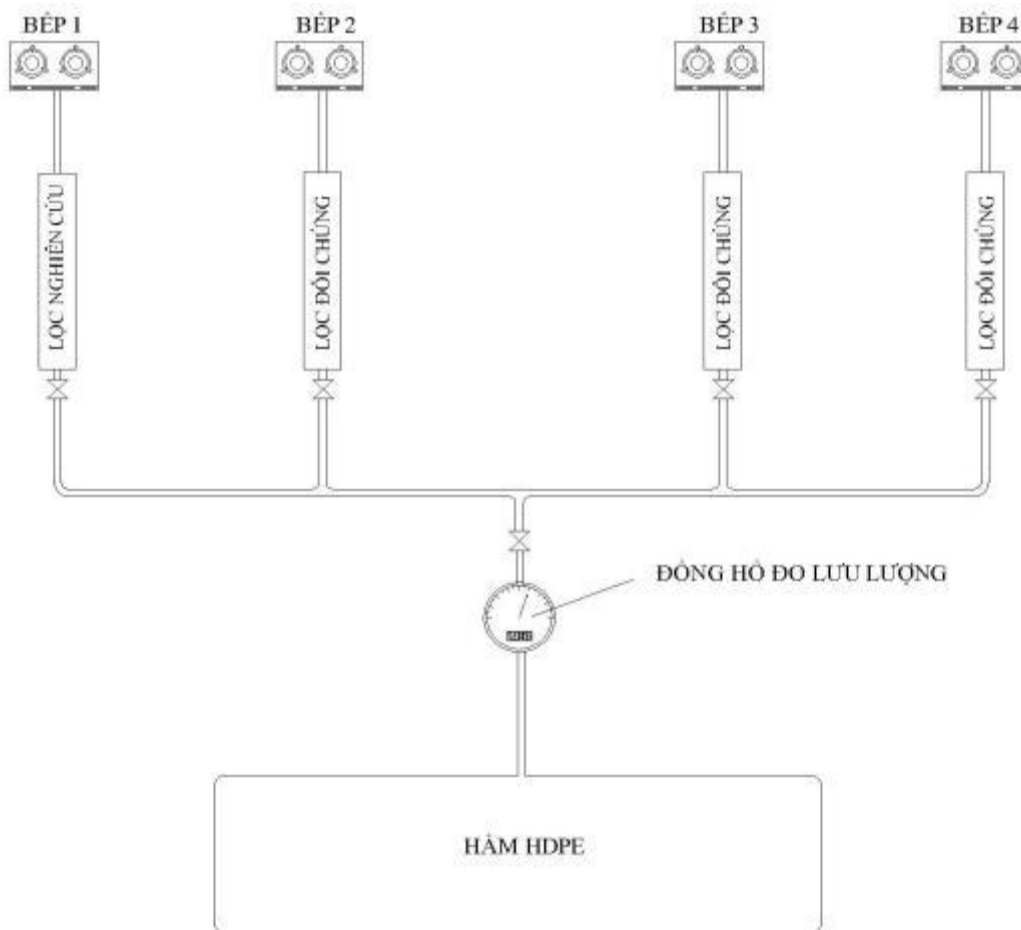 BẾP 1
BẾP 2
BẾP 3
BẾP 4
LỌC NGHIÊN CỨU
LỌC ĐỐI CHỨNG
LỌC ĐỐI CHỨNG
LỌC ĐỐI CHỨNG
ĐỒNG HỒ ĐO LƯU LƯỢNG
HẦM HDPE